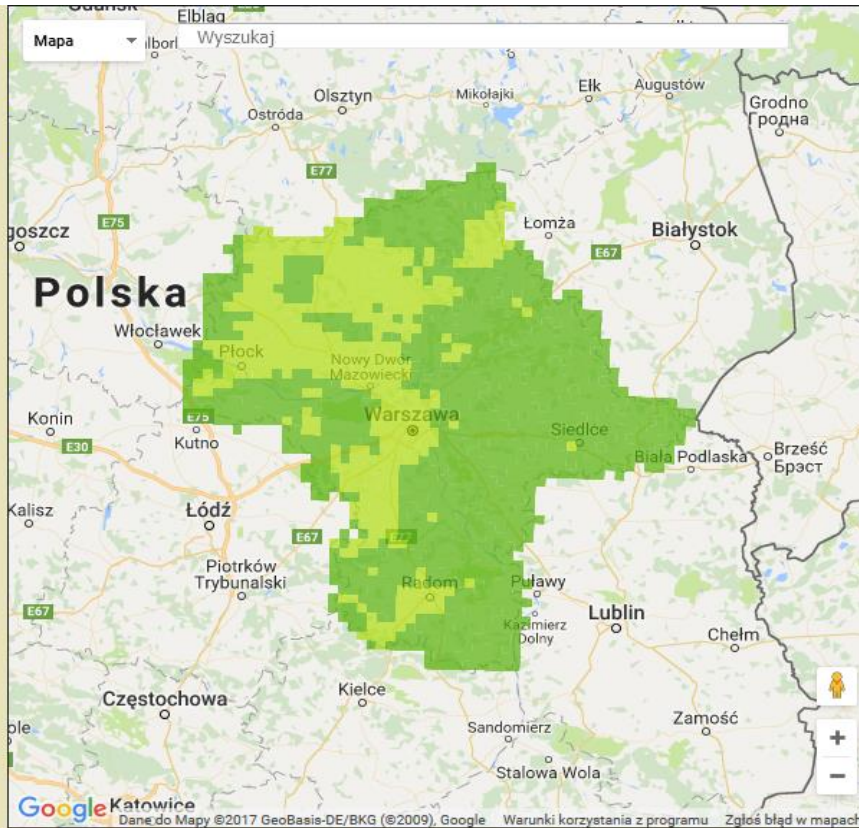 Gdańsk
Elbląg
Mapa
Wyszukaj
Olsztyn
Mikołajki
Ełk
Augustów
Grodno
Гродна
Ostróda
E77
E75
goszcz
Łomża
E67
Białystok
Polska
Włocławek
Płock
Nowy Dwór
Mazowiecki
Konin
E75
Warszawa
E30
Kutno
Siedlce
Biała Podlaska
Brześć
Брэст
Kalisz
Łódź
E67
E77
Piotrków
Trybunalski
Radom
Puławy
E67
Kazimierz
Dolny
Lublin
Chełm
Częstochowa
Kielce
Zamość
ole
Sandomierz
Stalowa Wola
Google
Katowice
Dane do Mapy ©2017 GeoBasis-DE/BKG (©2009), Google
Warunki korzystania z programu
Zgłoś błąd w mapach